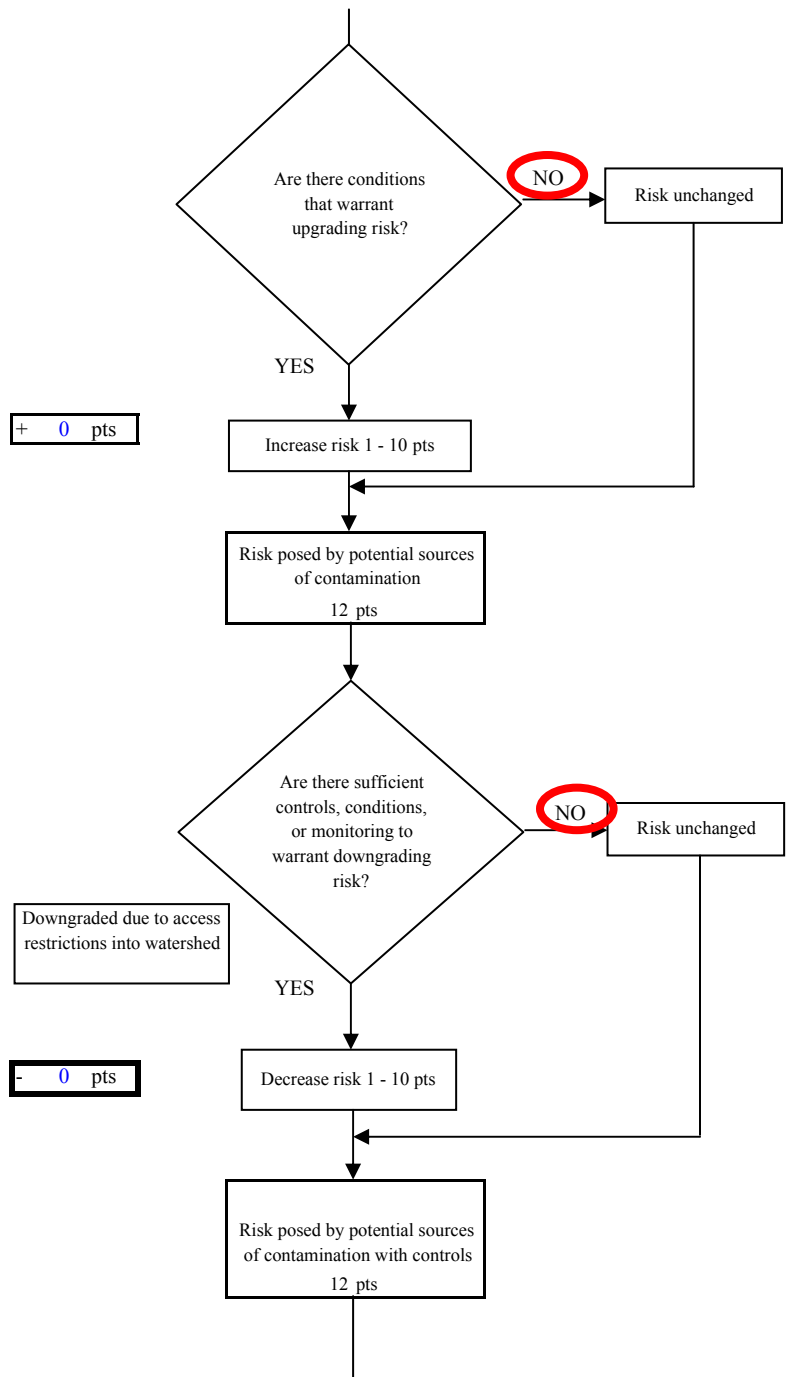 Are there conditions
that warrant
upgrading risk?
NO
Risk unchanged
YES
+ 0 pts
Increase risk 1 - 10 pts
Risk posed by potential sources
of contamination
12 pts
Are there sufficient
controls, conditions,
or monitoring to
warrant downgrading
risk?
NO
Risk unchanged
Downgraded due to access
restrictions into watershed
YES
- 0 pts
Decrease risk 1 - 10 pts
Risk posed by potential sources
of contamination with controls
12 pts